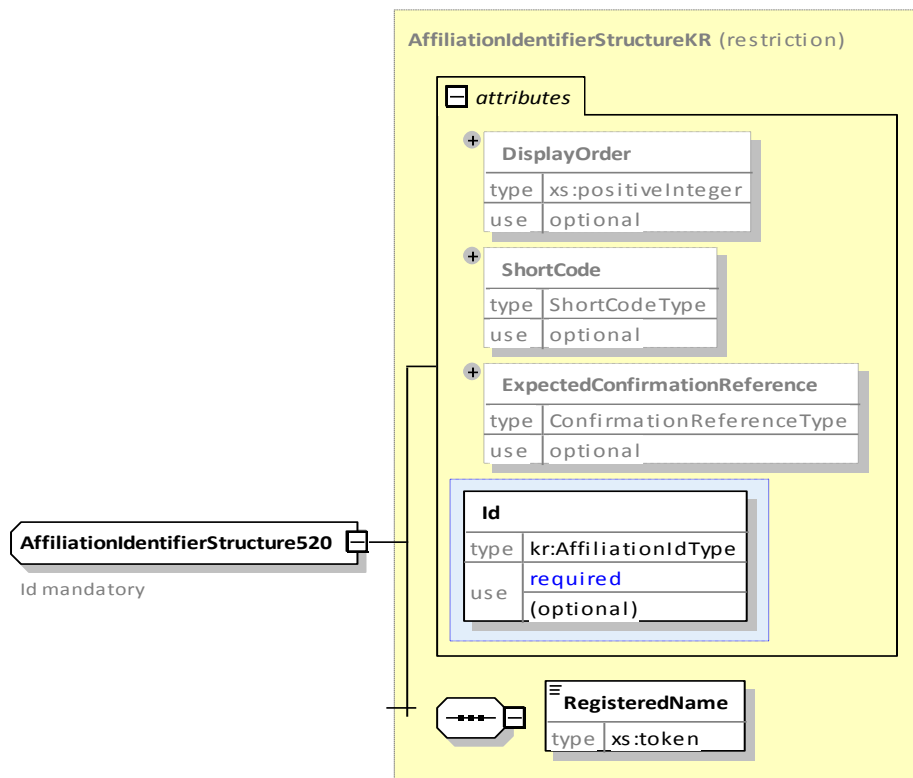 AffiliationIdentifierStructureKR (restriction)
attributes
DisplayOrder
type xs:positiveInteger
use optional
ShortCode
type ShortCodeType
use optional
ExpectedConfirmationReference
type ConfirmationReferenceType
use optional
Id
type kr:AffiliationIdType
use required
(optional)
AffiliationIdentifierStructure520
Id mandatory
RegisteredName
type xs:token